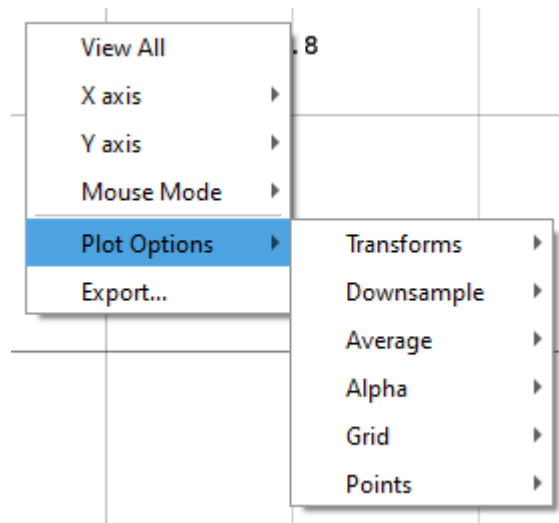 View All
. 8
X axis
Y axis
Mouse Mode
Plot Options
Export...
Transforms
Downsample
Average
Alpha
Grid
Points